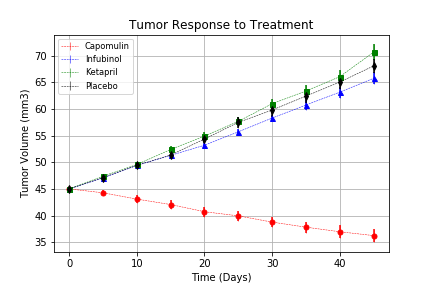 Tumor Response to Treatment
Capomulin
Infubinol
Ketapril
Placebo
Tumor Volume (mm3)
70
65
60
55
50
45
40
35
0
10
20
30
40
Time (Days)